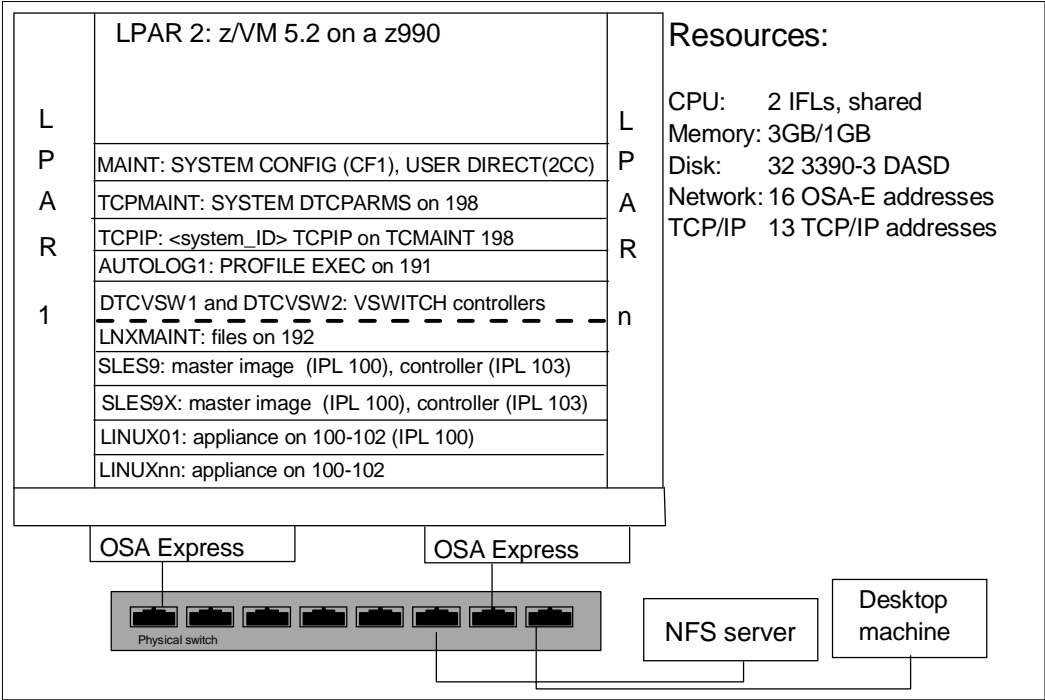 LPAR 2: z/VM 5.2 on a z990
L
P
A
R
1
MAINT: SYSTEM CONFIG (CF1), USER DIRECT(2CC)
TCPMAINT: SYSTEM DTCPARMS on 198
TCPIP: <system_ID> TCPIP on TCMAINT 198
AUTOLOG1: PROFILE EXEC on 191
DTCVSW1 and DTCVSW2: VSWITCH controllers
LNXMAINT: files on 192
SLES9: master image (IPL 100), controller (IPL 103)
SLES9X: master image (IPL 100), controller (IPL 103)
LINUX01: appliance on 100-102 (IPL 100)
LINUXnn: appliance on 100-102
L
P
A
R
n
Resources:
CPU: 2 IFLs, shared
Memory: 3GB/1GB
Disk: 32 3390-3 DASD
Network: 16 OSA-E addresses
TCP/IP 13 TCP/IP addresses
OSA Express
OSA Express
Physical switch
NFS server
Desktop
machine